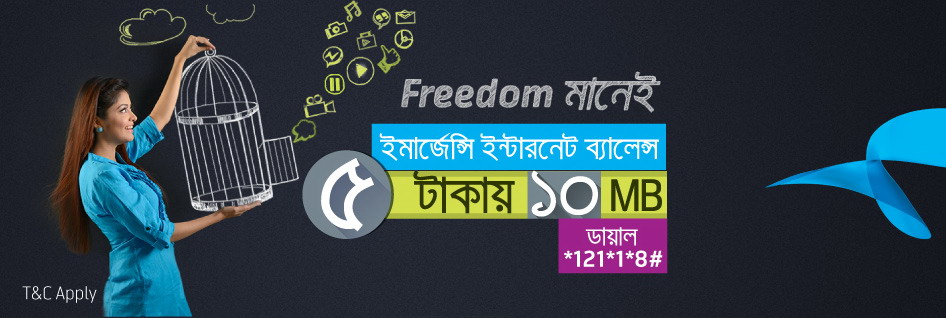 Freedom মানেই
ইমার্জেন্সি ইন্টারনেট ব্যালেন্স
৫ টাকায় ১০ MB
ডায়াল
*121*1*8#
T&C Apply